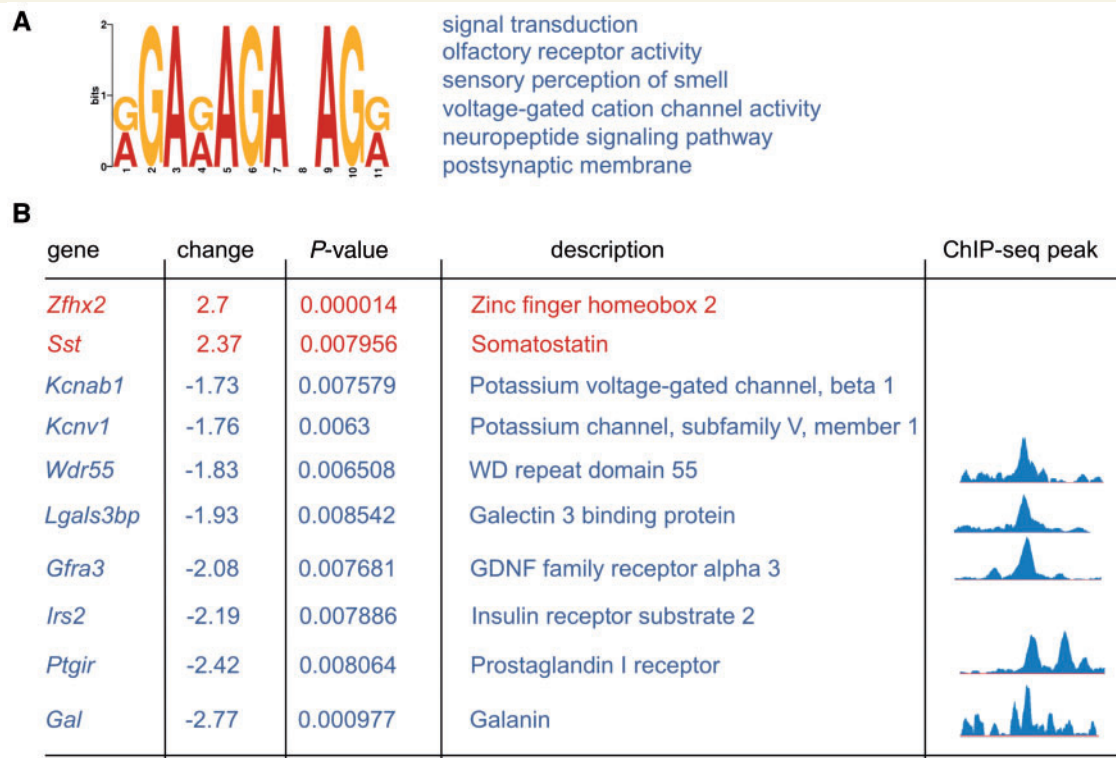 A
2
1
0
bits
GGAGAGA AGG
A A A
1 2 3 4 5 6 7 8 9 10 11
signal transduction
olfactory receptor activity
sensory perception of smell
voltage-gated cation channel activity
neuropeptide signaling pathway
postsynaptic membrane
B
gene change P-value description ChIP-seq peak
Zfhx2 2.7 0.000014 Zinc finger homeobox 2
Sst 2.37 0.007956 Somatostatin
Kcnab1 -1.73 0.007579 Potassium voltage-gated channel, beta 1
Kcnv1 -1.76 0.0063 Potassium channel, subfamily V, member 1
Wdr55 -1.83 0.006508 WD repeat domain 55
Lgals3bp -1.93 0.008542 Galectin 3 binding protein
Gfra3 -2.08 0.007681 GDNF family receptor alpha 3
Irs2 -2.19 0.007886 Insulin receptor substrate 2
Ptgir -2.42 0.008064 Prostaglandin I receptor
Gal -2.77 0.000977 Galanin